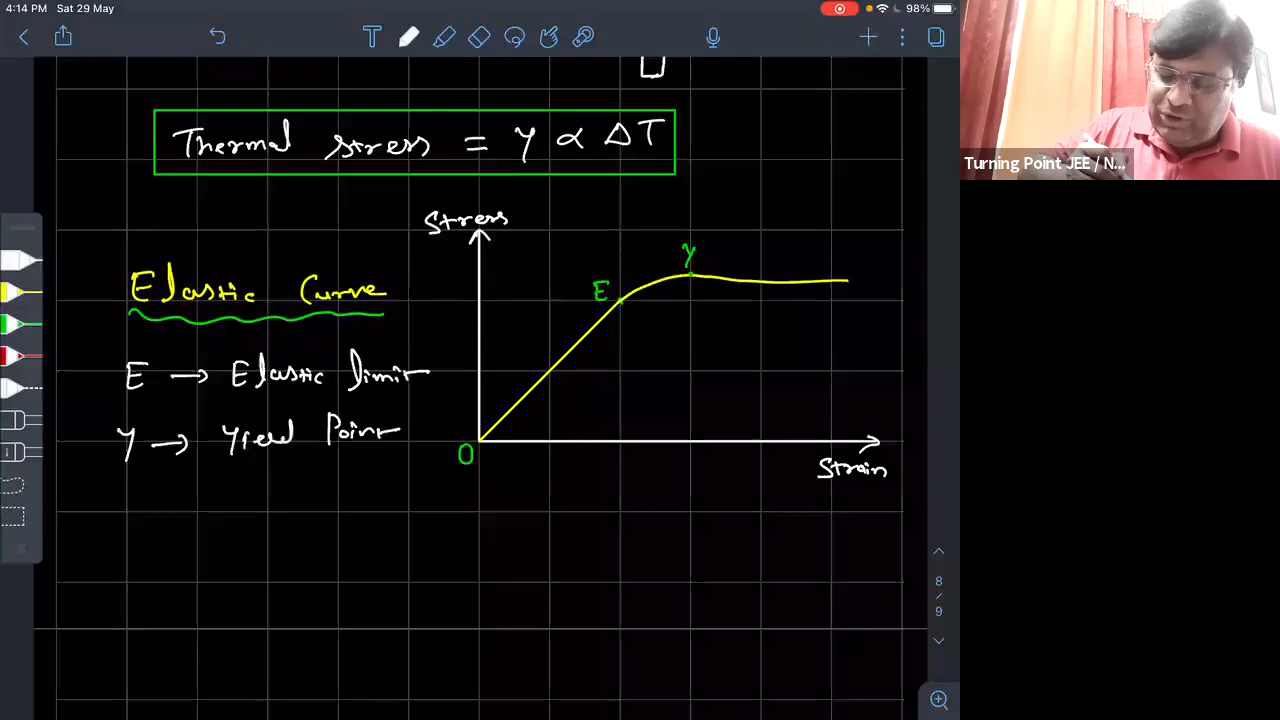 4:14 PM Sat 29 May
98%
Turning Point JEE / N...
Thermal stress = Y α ΔT
Stress
Elastic Curve
Y
E
E → Elastic limit
Y → Yield Point
O
Strain
8
/
9